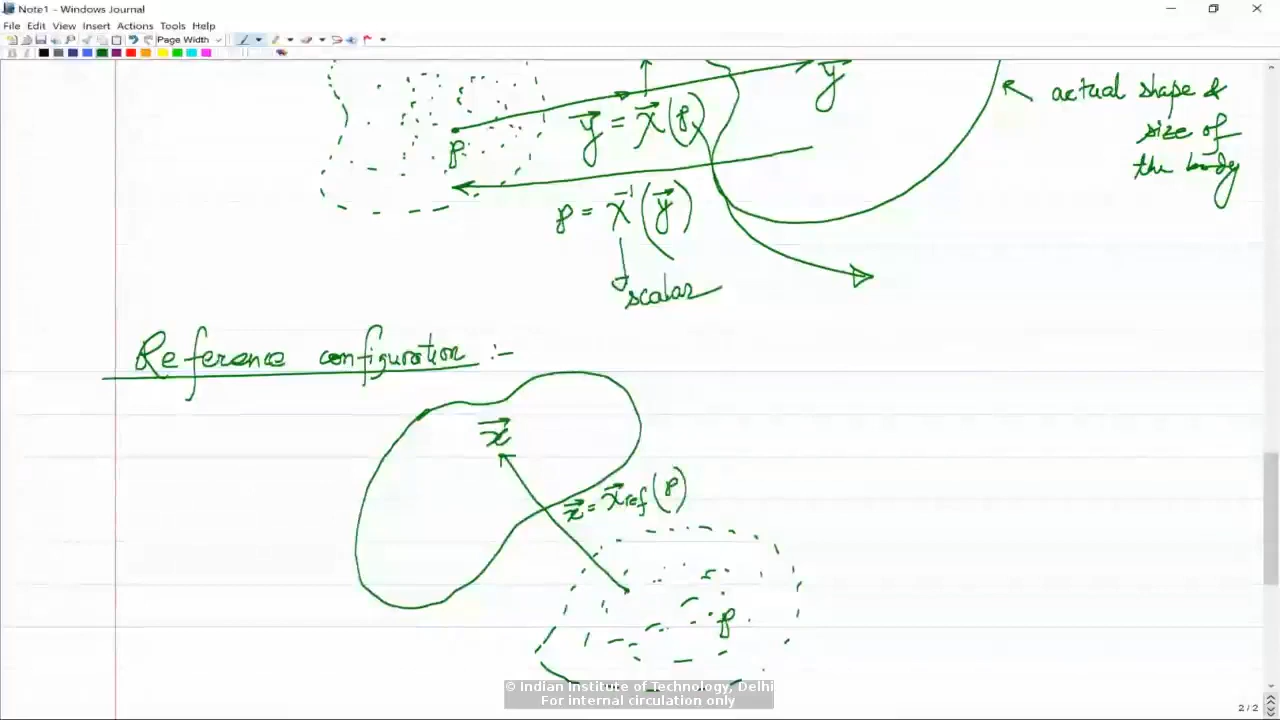 Note1 - Windows Journal
File Edit View Insert Actions Tools Help
Page Width
y⃗
actual shape &
size of
the body
p
y⃗ = χ⃗(p)
p = χ⁻¹(y⃗)
scalar
Reference configuration :-
x⃗
x⃗ = χ⃗ref(p)
p
© Indian Institute of Technology, Delhi
For internal circulation only
2 / 2